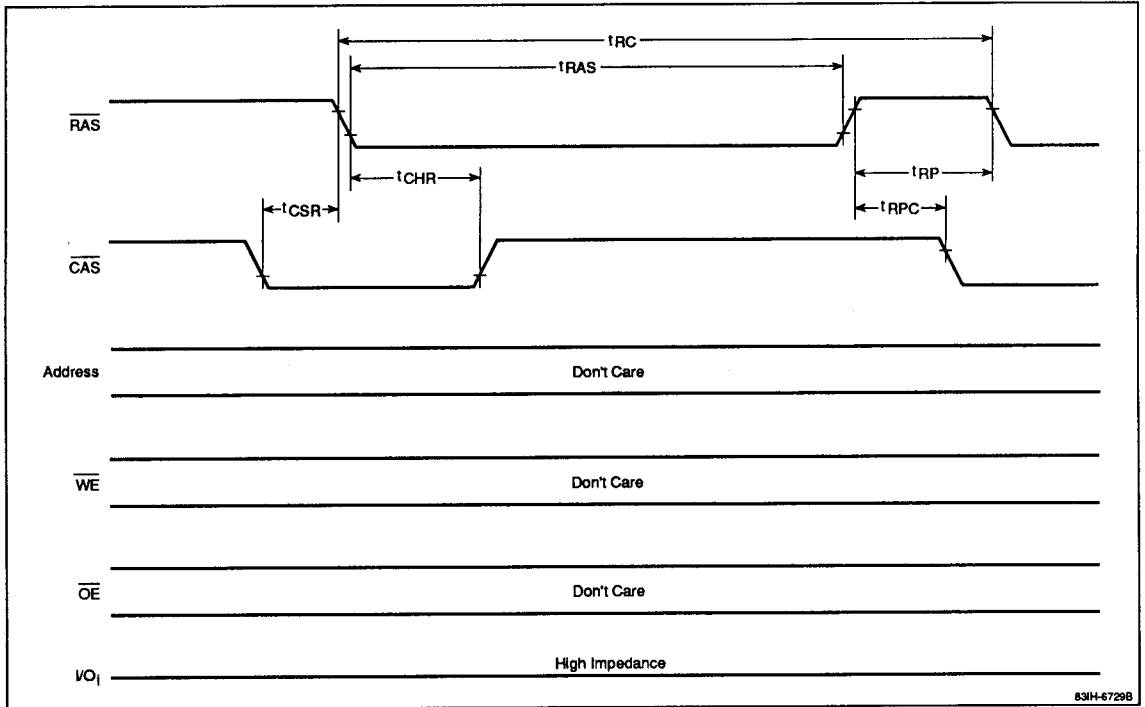 tRC
tRAS
RAS
tCHR
tRP
tCSR
tRPC
CAS
Address
Don't Care
WE
Don't Care
OE
Don't Care
High Impedance
I/Oi
83IH-6729B